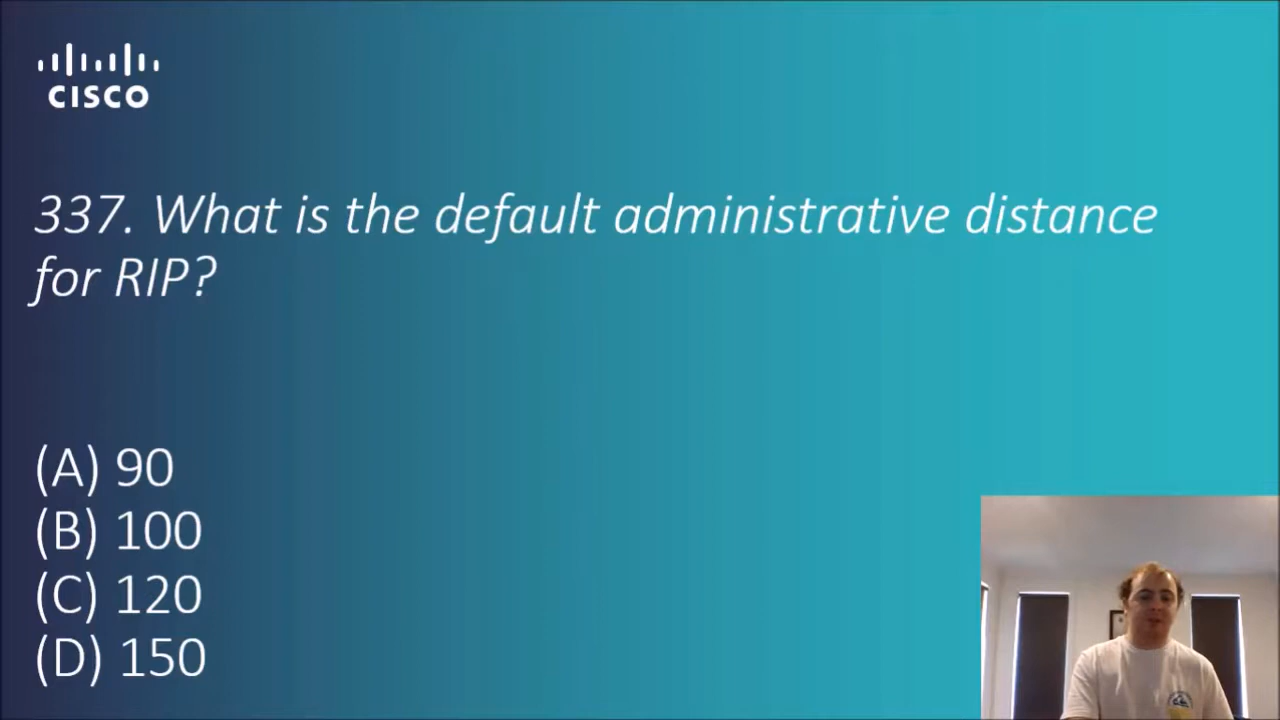 CISCO
337. What is the default administrative distance
for RIP?
(A) 90
(B) 100
(C) 120
(D) 150